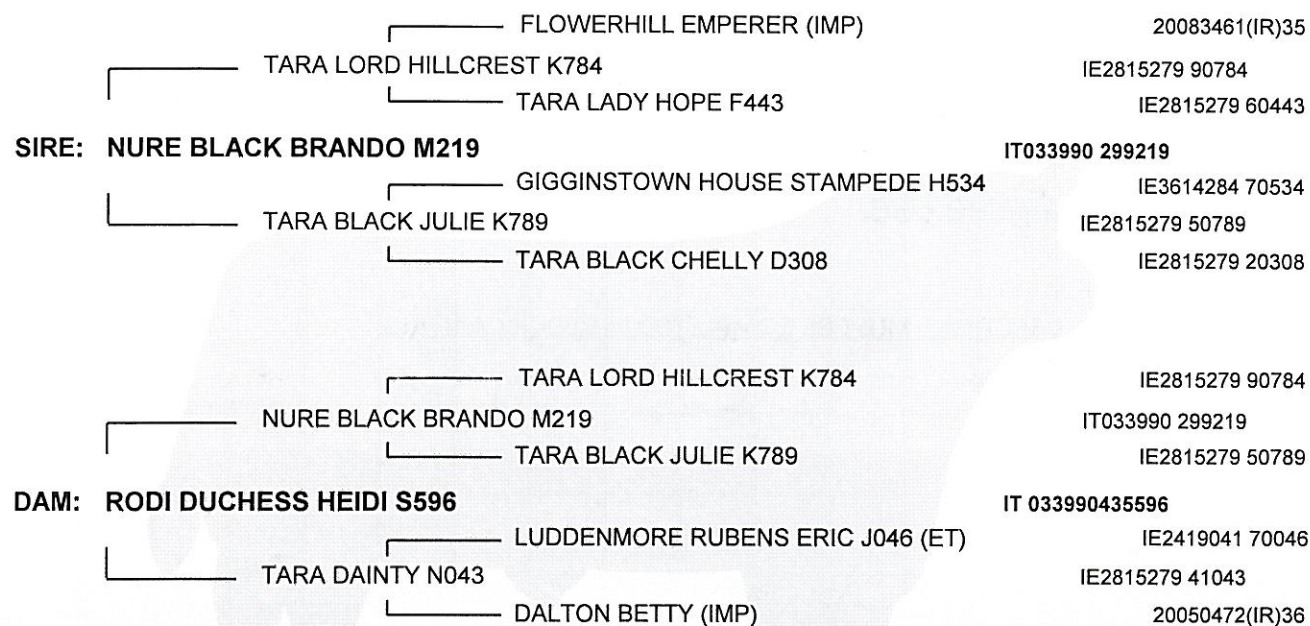 FLOWERHILL EMPERER (IMP) 20083461(IR)35
TARA LORD HILLCREST K784 IE2815279 90784
TARA LADY HOPE F443 IE2815279 60443
SIRE: NURE BLACK BRANDO M219 IT033990 299219
GIGGINSTOWN HOUSE STAMPEDE H534 IE3614284 70534
TARA BLACK JULIE K789 IE2815279 50789
TARA BLACK CHELLY D308 IE2815279 20308
TARA LORD HILLCREST K784 IE2815279 90784
NURE BLACK BRANDO M219 IT033990 299219
TARA BLACK JULIE K789 IE2815279 50789
DAM: RODI DUCHESS HEIDI S596 IT 033990435596
LUDDENMORE RUBENS ERIC J046 (ET) IE2419041 70046
TARA DAINTY N043 IE2815279 41043
DALTON BETTY (IMP) 20050472(IR)36